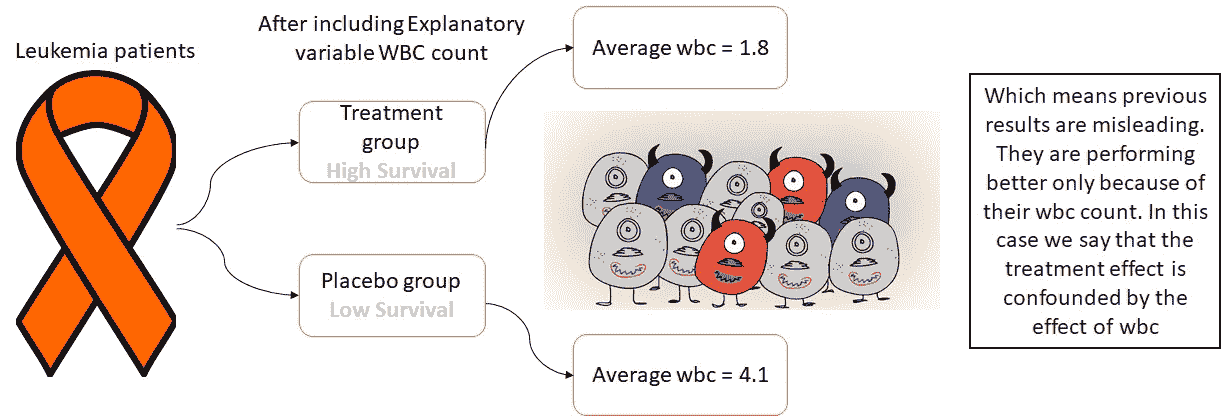 Leukemia patients
After including Explanatory
variable WBC count
Treatment
group
High Survival
Placebo group
Low Survival
Average wbc = 1.8
Average wbc = 4.1
Which means previous
results are misleading.
They are performing
better only because of
their wbc count. In this
case we say that the
treatment effect is
confounded by the
effect of wbc